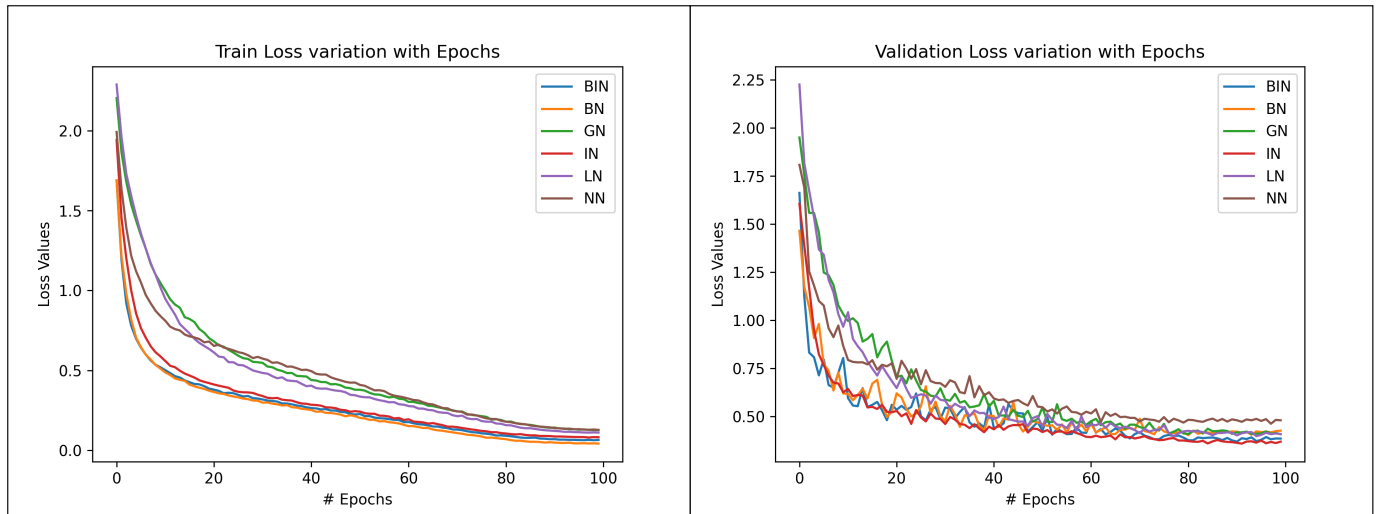 Train Loss variation with Epochs
Loss Values
2.0
1.5
1.0
0.5
0.0
BIN
BN
GN
IN
LN
NN
0
20
40
60
80
100
# Epochs
Validation Loss variation with Epochs
Loss Values
2.25
2.00
1.75
1.50
1.25
1.00
0.75
0.50
BIN
BN
GN
IN
LN
NN
0
20
40
60
80
100
# Epochs